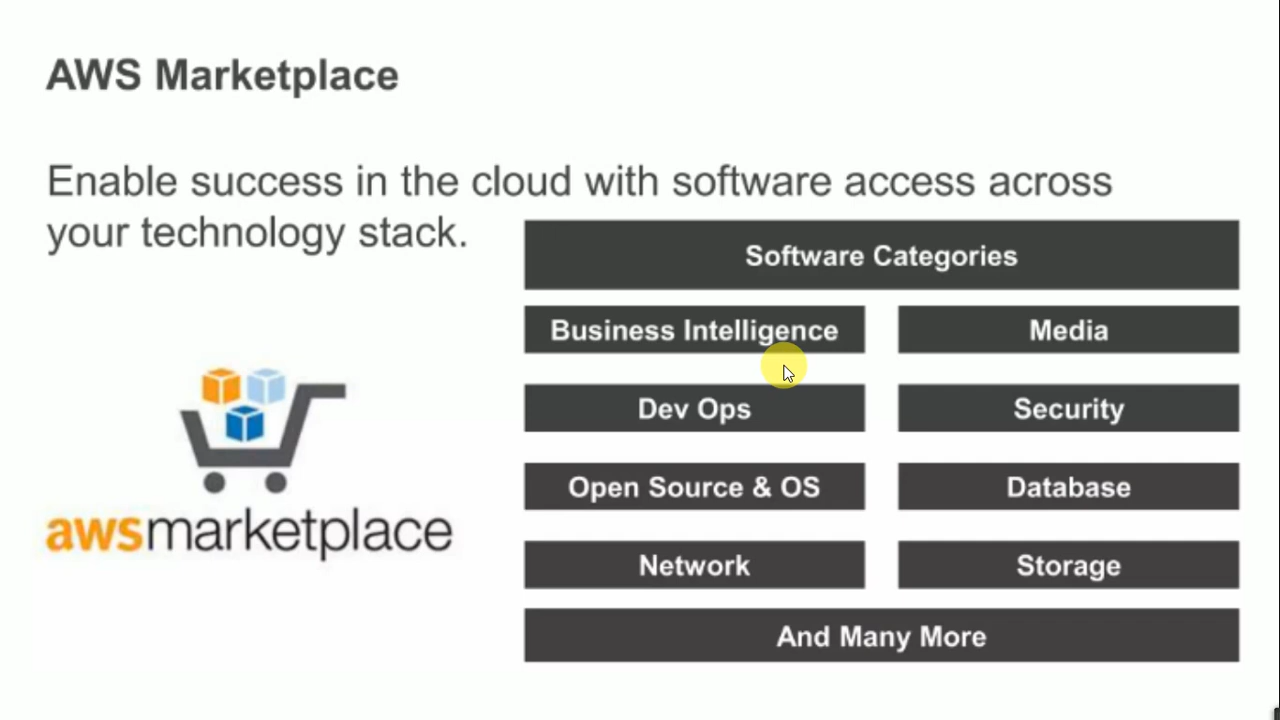 AWS Marketplace
Enable success in the cloud with software access across
your technology stack.
Software Categories
Business Intelligence
Media
Dev Ops
Security
Open Source & OS
Database
Network
Storage
And Many More
awsmarketplace